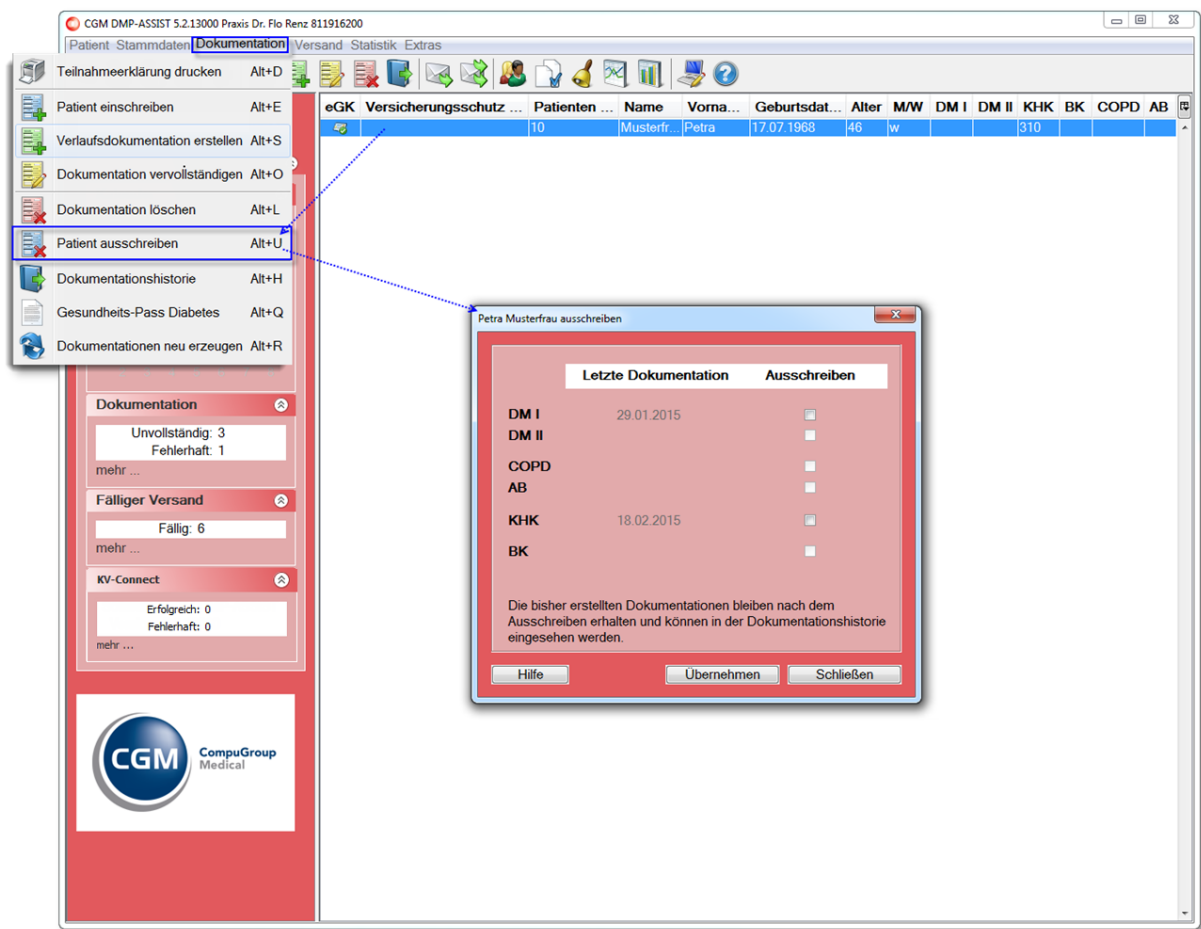 CGM DMP-ASSIST 5.2.13000 Praxis Dr. Flo Renz 811916200
Patient Stammdaten Dokumentation Versand Statistik Extras
Teilnahmeerklärung drucken Alt+D
Patient einschreiben Alt+E
Verlaufsdokumentation erstellen Alt+S
Dokumentation vervollständigen Alt+O
Dokumentation löschen Alt+L
Patient ausschreiben Alt+U
Dokumentationshistorie Alt+H
Gesundheits-Pass Diabetes Alt+Q
Dokumentationen neu erzeugen Alt+R
eGK Versicherungsschutz ... Patienten ... Name Vorna... Geburtsdat... Alter M/W DM I DM II KHK BK COPD AB
10 Musterfr... Petra 17.07.1968 46 w 310
Dokumentation
Unvollständig: 3
Fehlerhaft: 1
mehr ...
Fälliger Versand
Fällig: 6
mehr ...
KV-Connect
Erfolgreich: 0
Fehlerhaft: 0
mehr ...
CGM CompuGroup
Medical
Petra Musterfrau ausschreiben
Letzte Dokumentation Ausschreiben
DM I 29.01.2015
DM II
COPD
AB
KHK 18.02.2015
BK
Die bisher erstellten Dokumentationen bleiben nach dem
Ausschreiben erhalten und können in der Dokumentationshistorie
eingesehen werden.
Hilfe Übernehmen Schließen